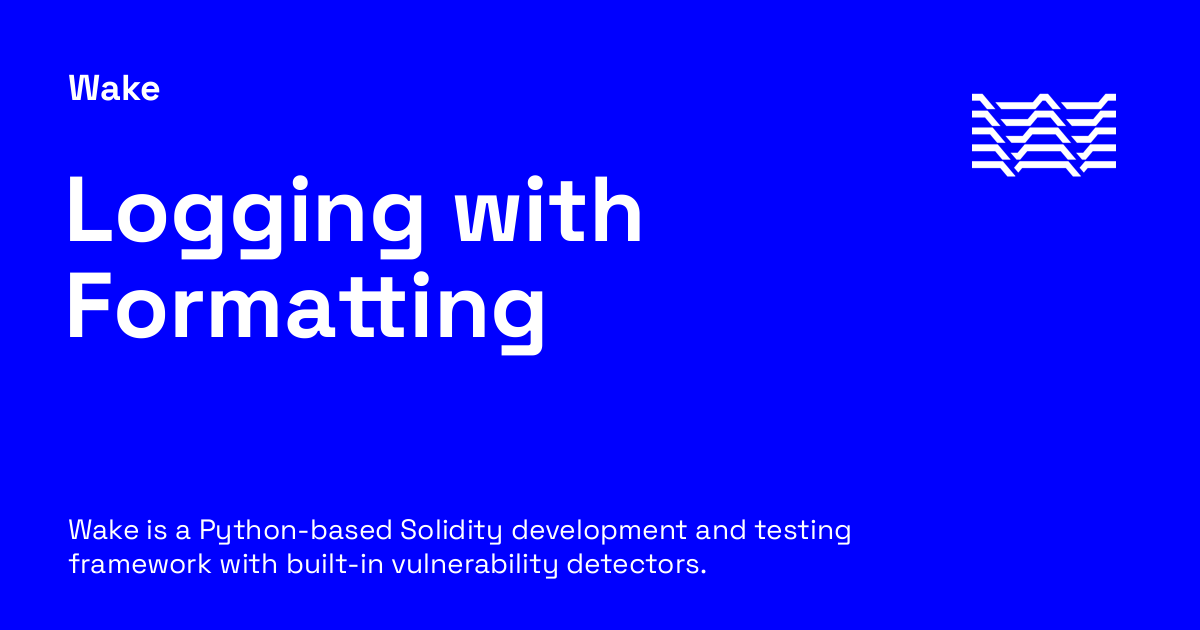 Wake
Logging with
Formatting
Wake is a Python-based Solidity development and testing
framework with built-in vulnerability detectors.